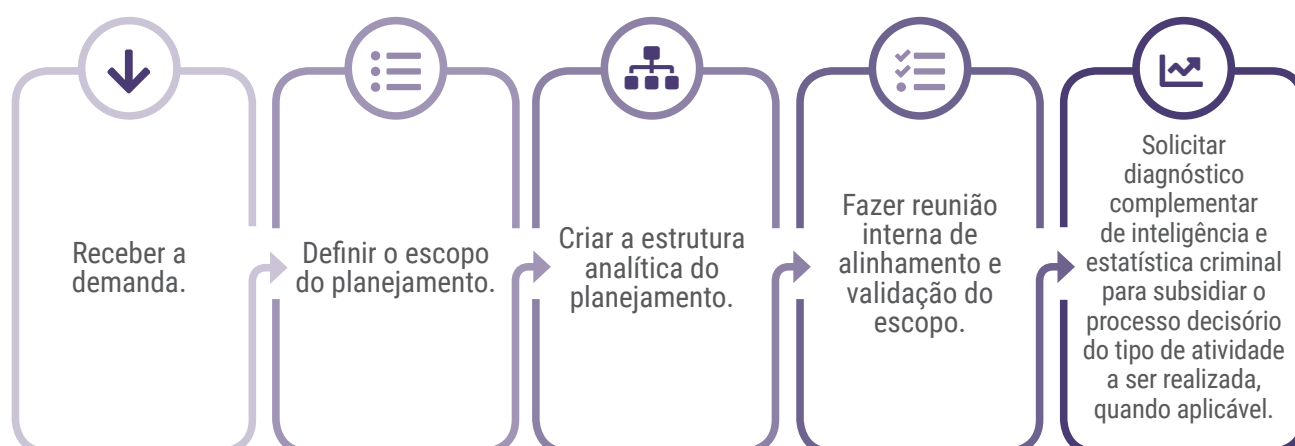 Receber a
demanda.
Definir o escopo
do planejamento.
Criar a estrutura
analítica do
planejamento.
Fazer reunião
interna de
alinhamento e
validação do
escopo.
Solicitar
diagnóstico
complementar
de inteligência e
estatística criminal
para subsidiar o
processo decisório
do tipo de atividade
a ser realizada,
quando aplicável.